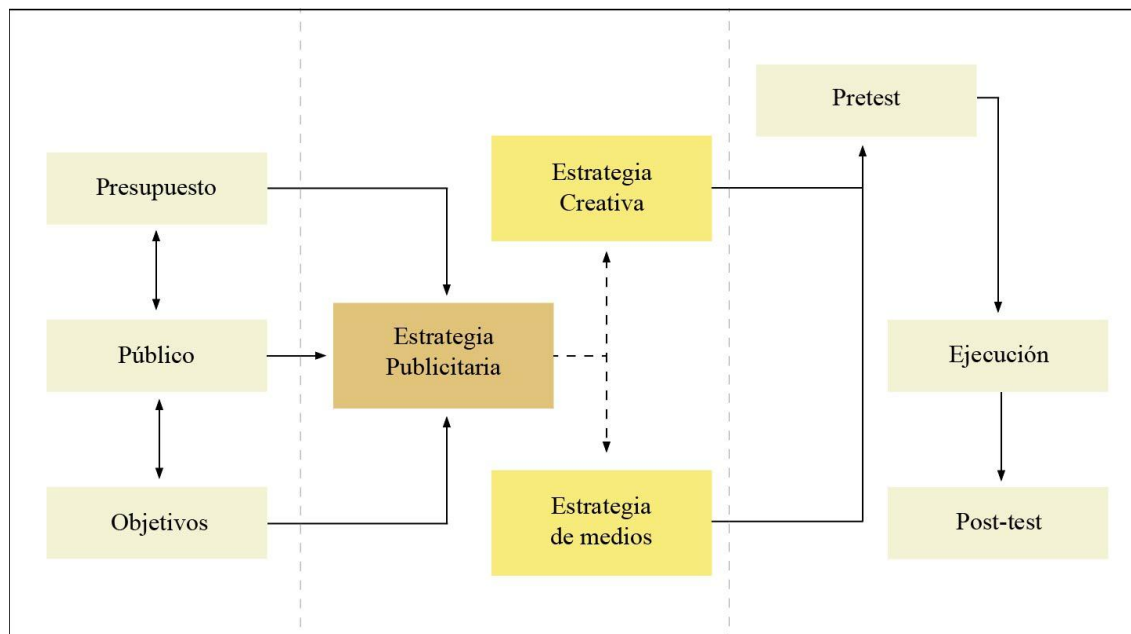 Presupuesto
Público
Objetivos
Estrategia
Publicitaria
Estrategia
Creativa
Estrategia
de medios
Pretest
Ejecución
Post-test